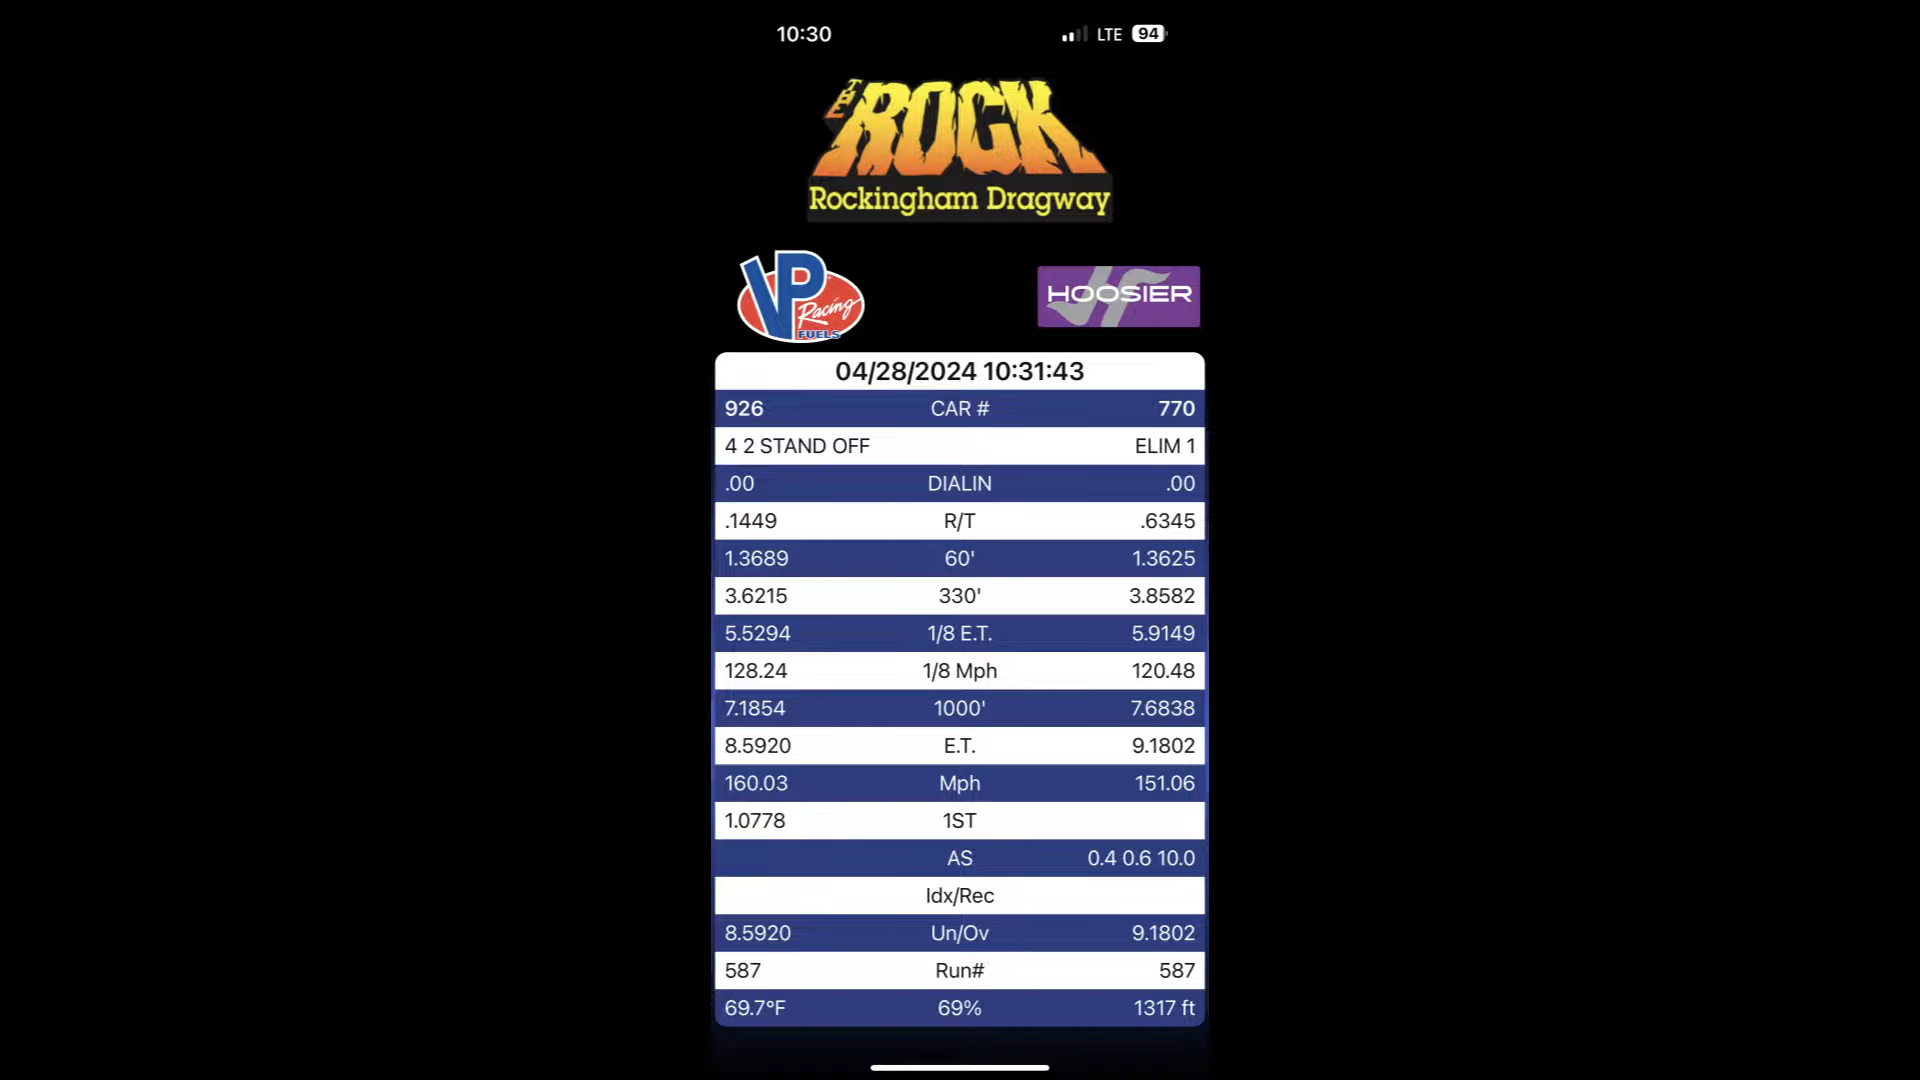 10:30 LTE 94
THE ROCK
Rockingham Dragway
VP Racing FUELS
HOOSIER
04/28/2024 10:31:43
926 CAR # 770
4 2 STAND OFF ELIM 1
.00 DIALIN .00
.1449 R/T .6345
1.3689 60' 1.3625
3.6215 330' 3.8582
5.5294 1/8 E.T. 5.9149
128.24 1/8 Mph 120.48
7.1854 1000' 7.6838
8.5920 E.T. 9.1802
160.03 Mph 151.06
1.0778 1ST
AS 0.4 0.6 10.0
Idx/Rec
8.5920 Un/Ov 9.1802
587 Run# 587
69.7°F 69% 1317 ft